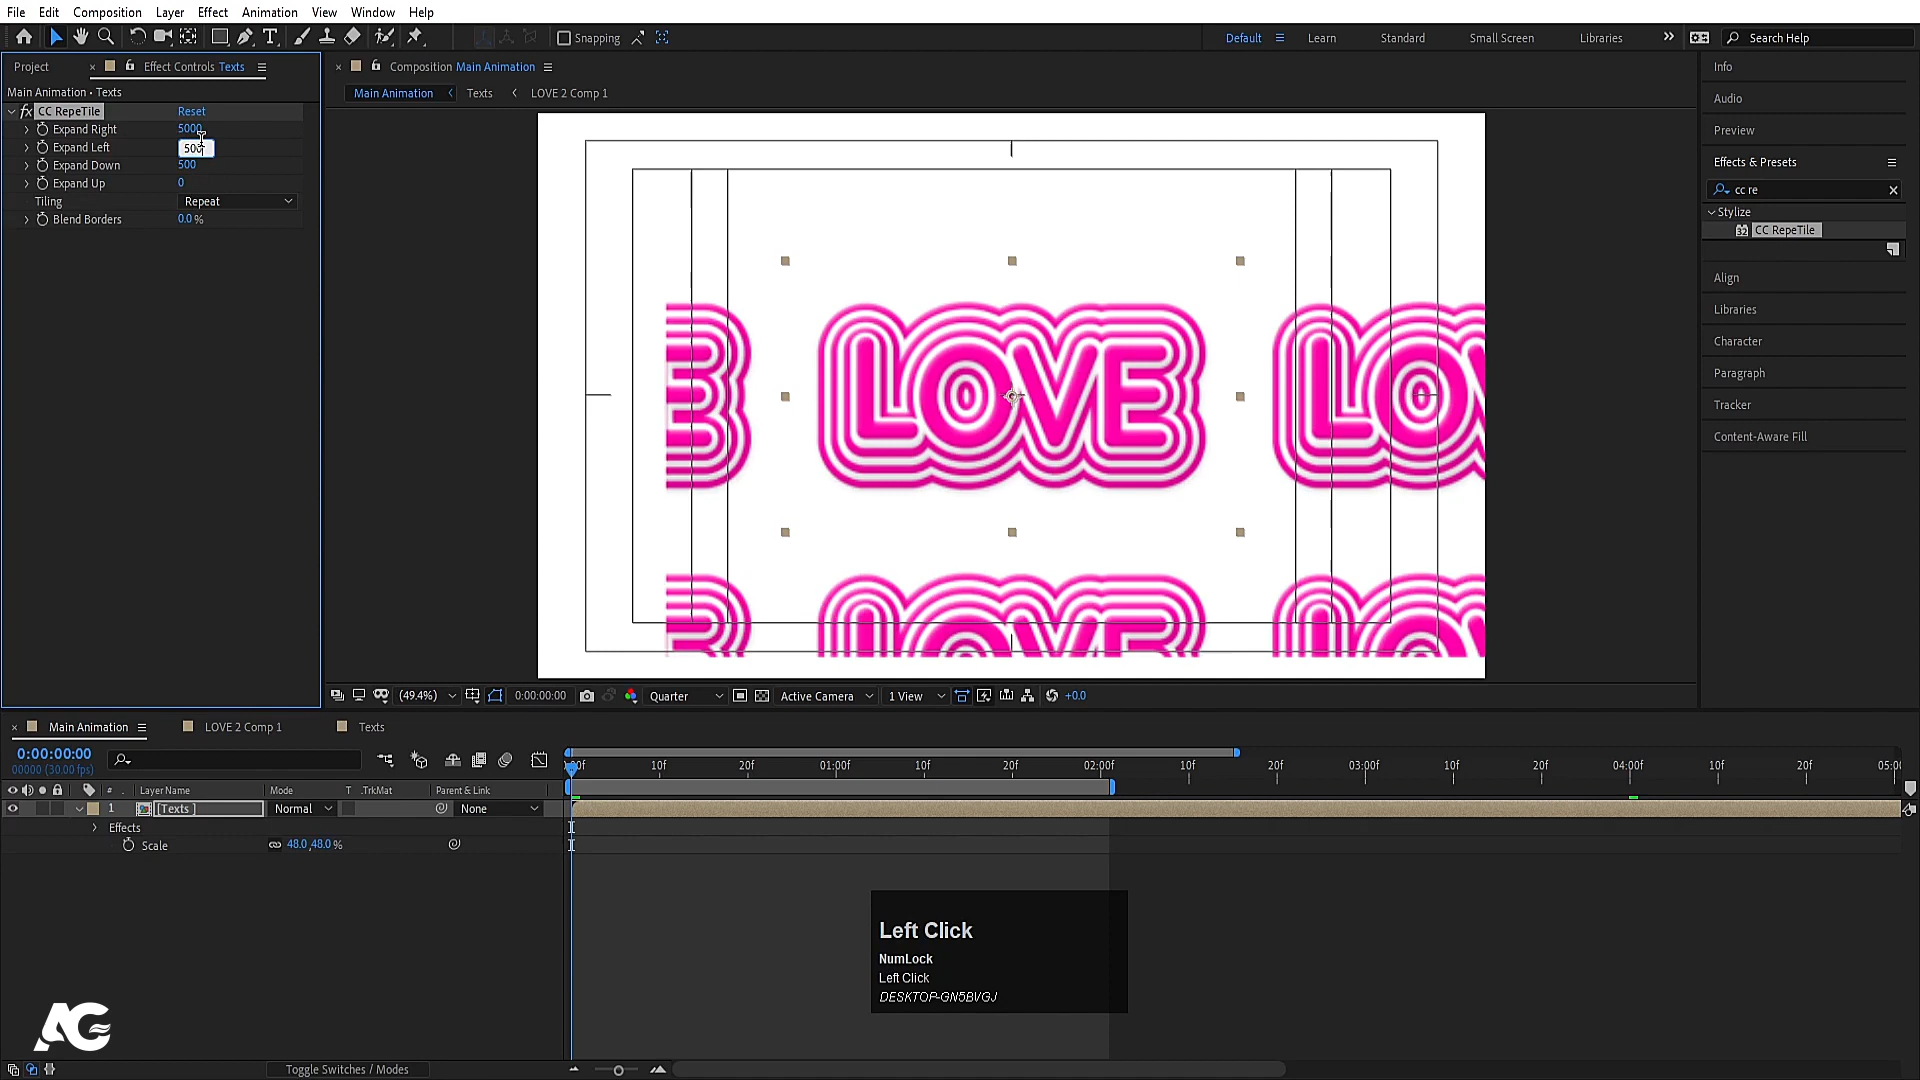 File Edit Composition Layer Effect Animation View Window Help
Snapping
Default Learn Standard Small Screen Libraries Search Help
Project × Effect Controls Texts
Main Animation • Texts
fx CC RepeTile Reset
Expand Right 5000
Expand Left 500
Expand Down 500
Expand Up 0
Tiling Repeat
Blend Borders 0.0 %
× Composition Main Animation
Main Animation Texts LOVE 2 Comp 1
E LOVE LOV
LOVE
(49.4%) 0:00:00:00 Quarter Active Camera 1 View +0.0
Info
Audio
Preview
Effects & Presets
cc re
Stylize
32 CC RepeTile
Align
Libraries
Character
Paragraph
Tracker
Content-Aware Fill
× Main Animation LOVE 2 Comp 1 Texts
0:00:00:00
00000 (30.00 fps)
10f 20f 01:00f 10f 20f 02:00f 10f 20f 03:00f 10f 20f 04:00f 10f 20f 05:00
# Layer Name Mode T .TrkMat Parent & Link
1 [Texts ] Normal None
Effects
Scale 48.0,48.0 %
Left Click
NumLock
Left Click
DESKTOP-GN5BVGJ
AG
Toggle Switches / Modes